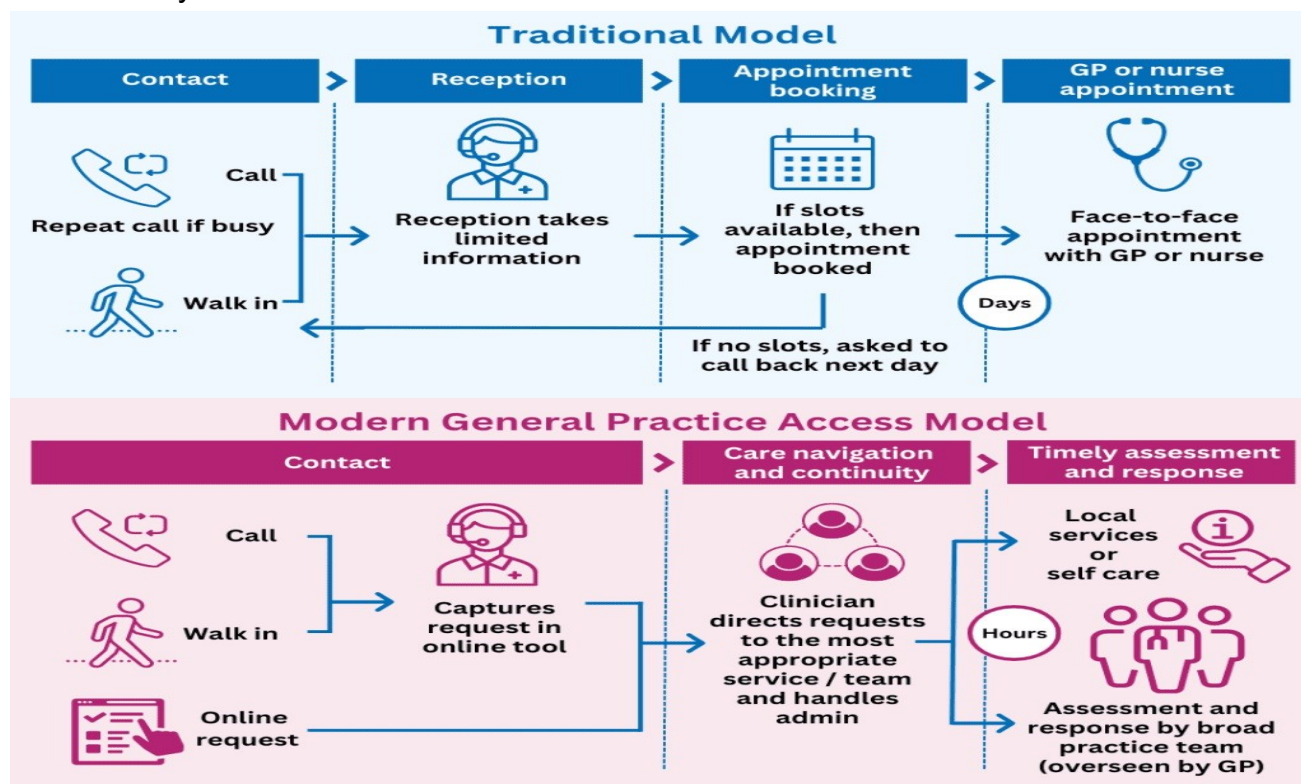 Traditional Model
Contact
Reception
Appointment
booking
GP or nurse
appointment
Call
Repeat call if busy
Walk in
Reception takes
limited
information
If slots
available, then
appointment
booked
If no slots, asked to
call back next day
Face-to-face
appointment
with GP or nurse
Days
Modern General Practice Access Model
Contact
Care navigation
and continuity
Timely assessment
and response
Call
Walk in
Online
request
Captures
request in
online tool
Clinician
directs requests
to the most
appropriate
service / team
and handles
admin
Hours
Local
services
or
self care
Assessment and
response by broad
practice team
(overseen by GP)